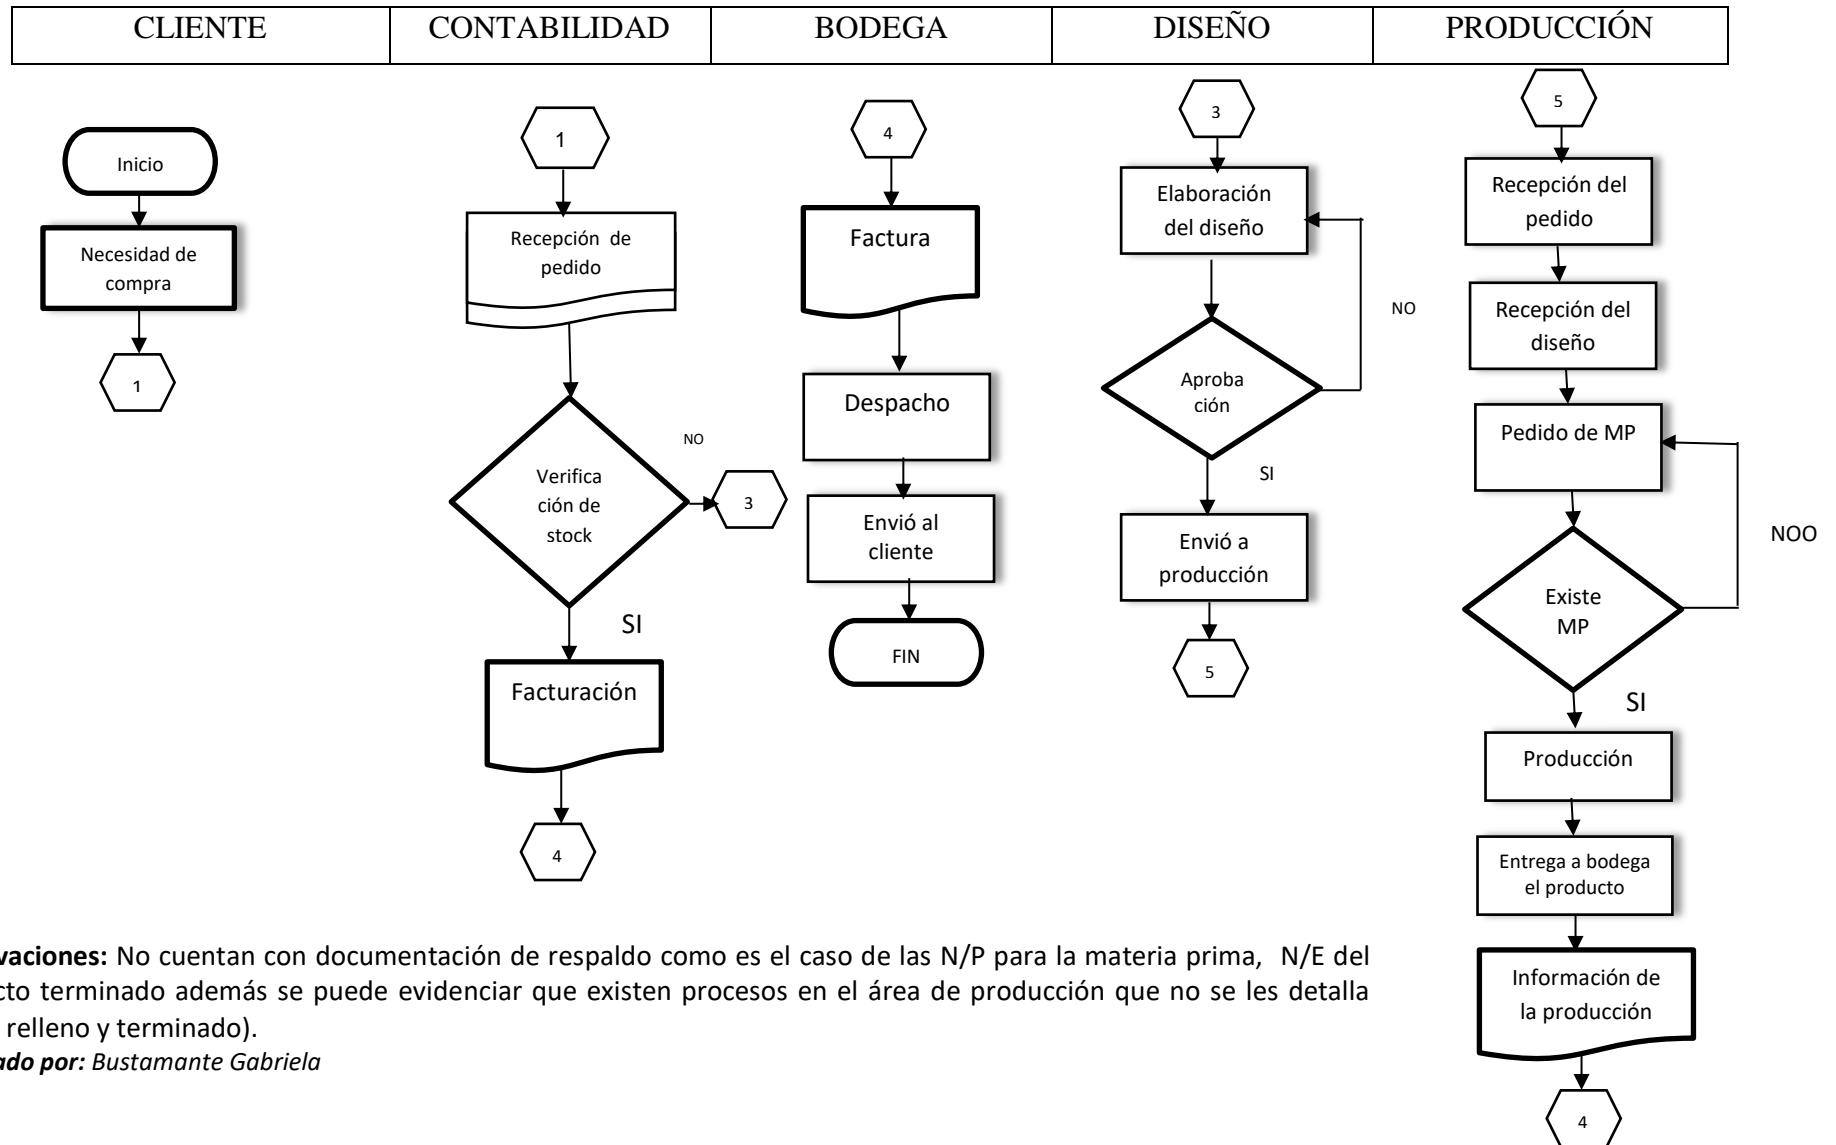 CLIENTE
CONTABILIDAD
BODEGA
DISEÑO
PRODUCCIÓN
Inicio
Necesidad de
compra
1
1
Recepción de
pedido
Verifica
ción de
stock
NO
3
SI
Facturación
4
4
Factura
Despacho
Envió al
cliente
FIN
3
Elaboración
del diseño
NO
Aproba
ción
SI
Envió a
producción
5
5
Recepción del
pedido
Recepción del
diseño
Pedido de MP
NOO
Existe
MP
SI
Producción
Entrega a bodega
el producto
Información de
la producción
4
vaciones: No cuentan con documentación de respaldo como es el caso de las N/P para la materia prima, N/E del
cto terminado además se puede evidenciar que existen procesos en el área de producción que no se les detalla
relleno y terminado).
ado por: Bustamante Gabriela